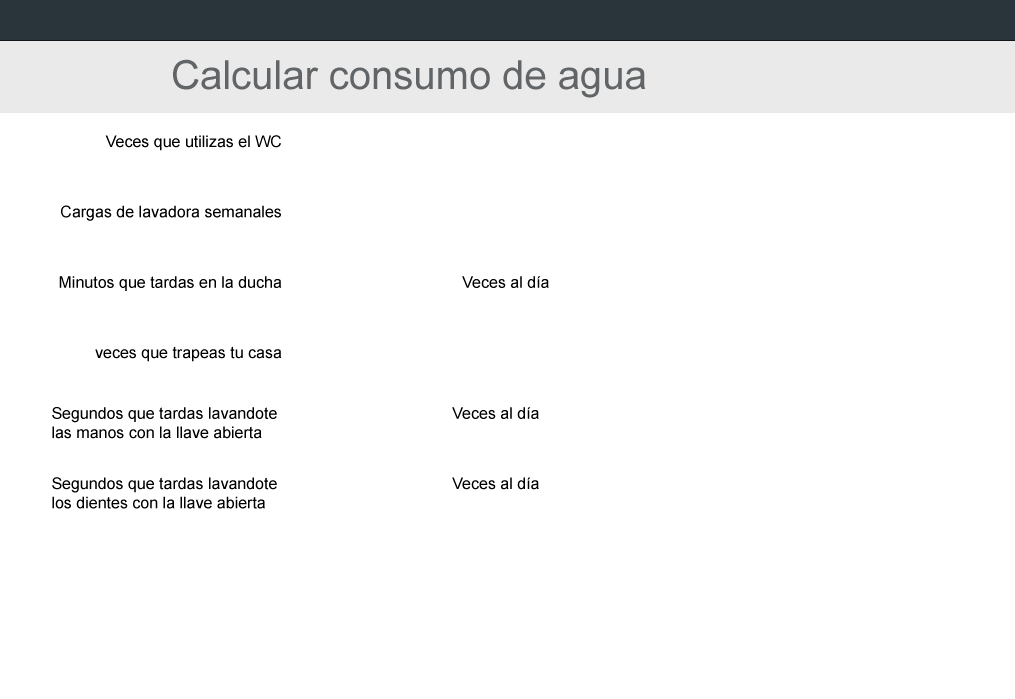 Calcular consumo de agua
Veces que utilizas el WC
Cargas de lavadora semanales
Minutos que tardas en la ducha
Veces al día
veces que trapeas tu casa
Segundos que tardas lavandote
las manos con la llave abierta
Veces al día
Segundos que tardas lavandote
los dientes con la llave abierta
Veces al día